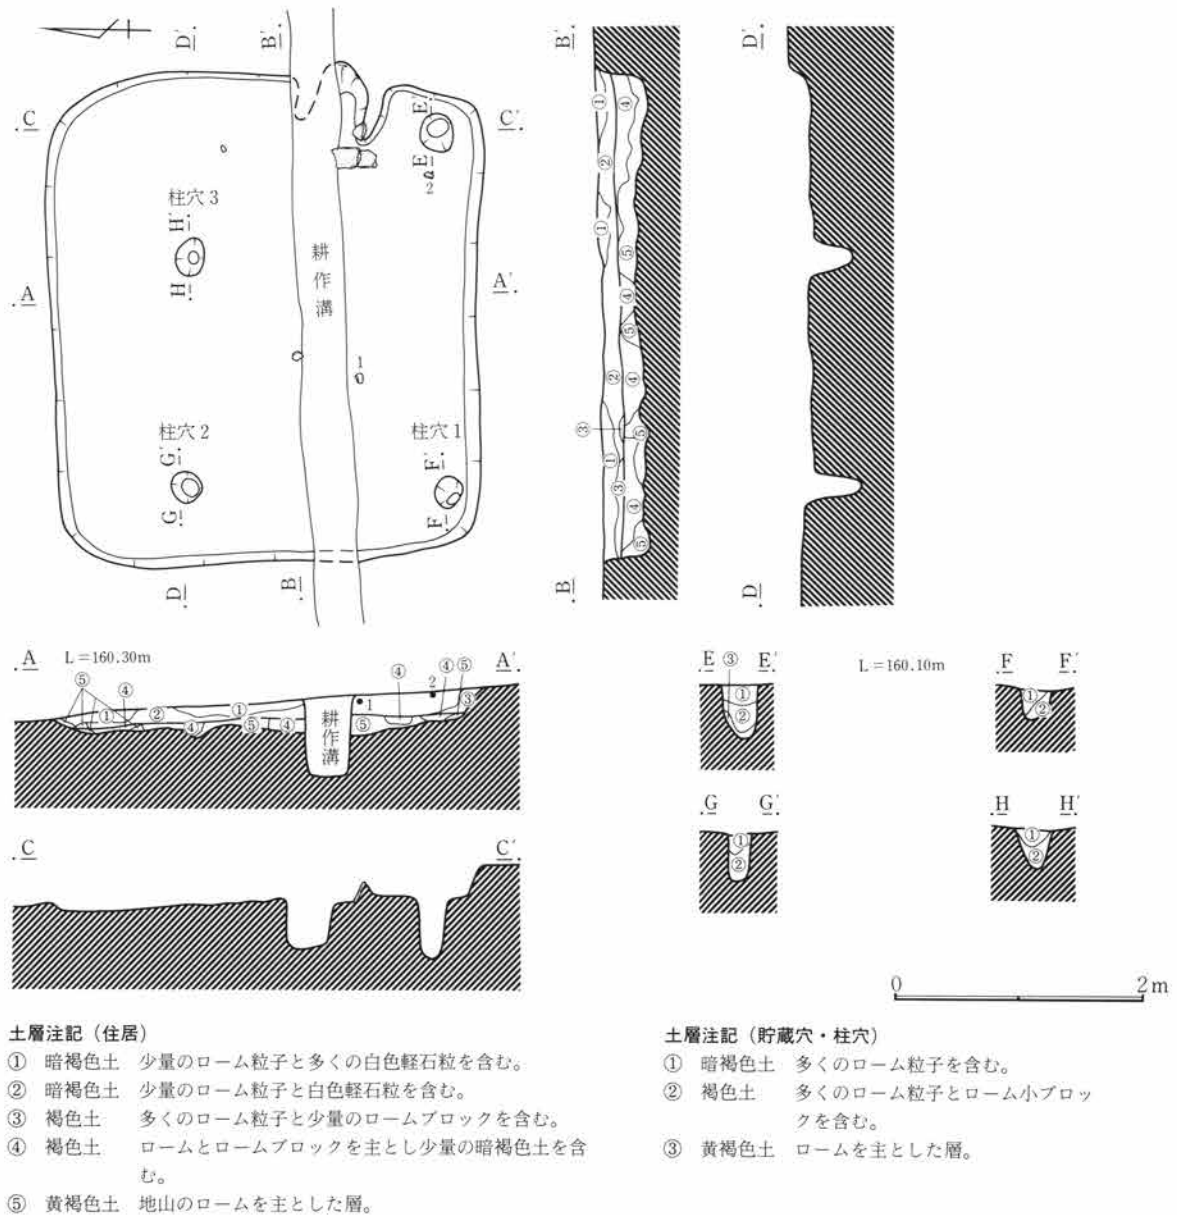 D D′
B B′
C C′
E E′
2
柱穴 3
H H′
耕作溝
A A′
1
柱穴 2
柱穴 1
G G′
F F′
D
B
B′
①
④
②
①
⑤
④
⑤
②
④
③
⑤
①
③
④
⑤
B
D′
D
A L=160.30m A′
⑤ ④ ① ② ① ④ ⑤ ④ ⑤ ④ ④ ⑤ ③
1 2
耕作溝
C C′
E ③ E′
①
②
L=160.10m
F F′
①
②
G G′
①
②
H H′
①
②
0 2m
土層注記（住居）
① 暗褐色土 少量のローム粒子と多くの白色軽石粒を含む。
② 暗褐色土 少量のローム粒子と白色軽石粒を含む。
③ 褐色土 多くのローム粒子と少量のロームブロックを含む。
④ 褐色土 ロームとロームブロックを主とし少量の暗褐色土を含
む。
⑤ 黄褐色土 地山のロームを主とした層。
土層注記（貯蔵穴・柱穴）
① 暗褐色土 多くのローム粒子を含む。
② 褐色土 多くのローム粒子とローム小ブロッ
クを含む。
③ 黄褐色土 ロームを主とした層。